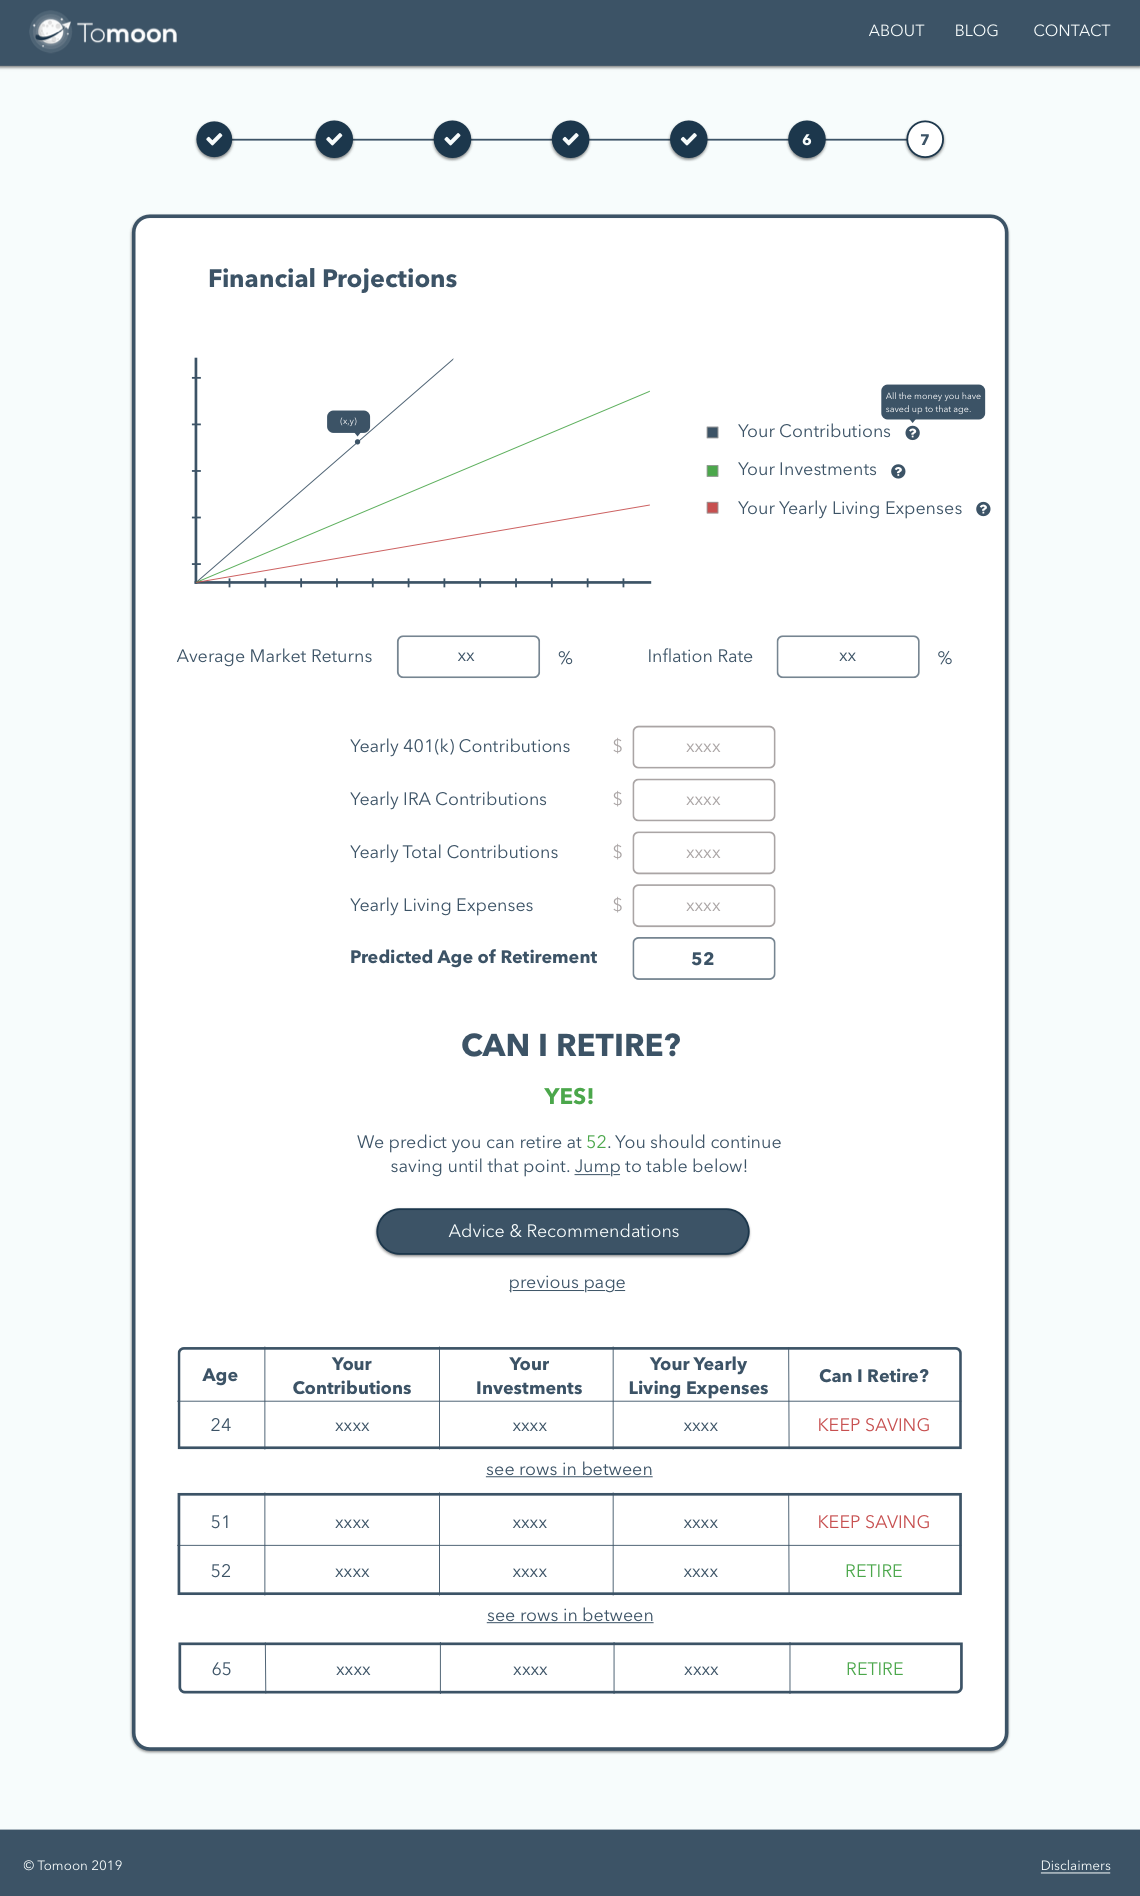 Tomoon
ABOUT BLOG CONTACT
6 7
Financial Projections
(x,y)
All the money you have
saved up to that age.
Your Contributions ?
Your Investments ?
Your Yearly Living Expenses ?
Average Market Returns xx % Inflation Rate xx %
Yearly 401(k) Contributions $ xxxx
Yearly IRA Contributions $ xxxx
Yearly Total Contributions $ xxxx
Yearly Living Expenses $ xxxx
Predicted Age of Retirement 52
CAN I RETIRE?
YES!
We predict you can retire at 52. You should continue
saving until that point. Jump to table below!
Advice & Recommendations
previous page
Age Your Contributions Your Investments Your Yearly Living Expenses Can I Retire?
24 xxxx xxxx xxxx KEEP SAVING
see rows in between
51 xxxx xxxx xxxx KEEP SAVING
52 xxxx xxxx xxxx RETIRE
see rows in between
65 xxxx xxxx xxxx RETIRE
© Tomoon 2019 Disclaimers